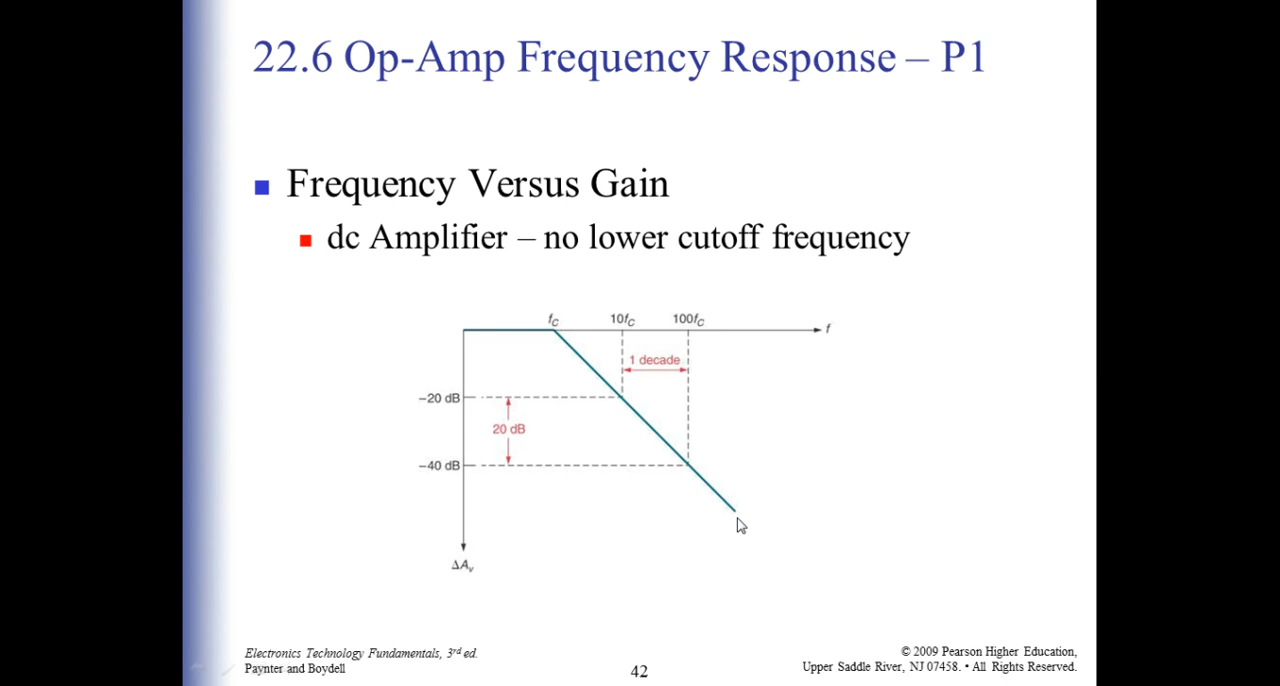 22.6 Op-Amp Frequency Response – P1
Frequency Versus Gain
dc Amplifier – no lower cutoff frequency
fC 10fC 100fC
f
1 decade
–20 dB
20 dB
–40 dB
ΔAv
Electronics Technology Fundamentals, 3rd ed.
Paynter and Boydell
42
© 2009 Pearson Higher Education,
Upper Saddle River, NJ 07458. • All Rights Reserved.